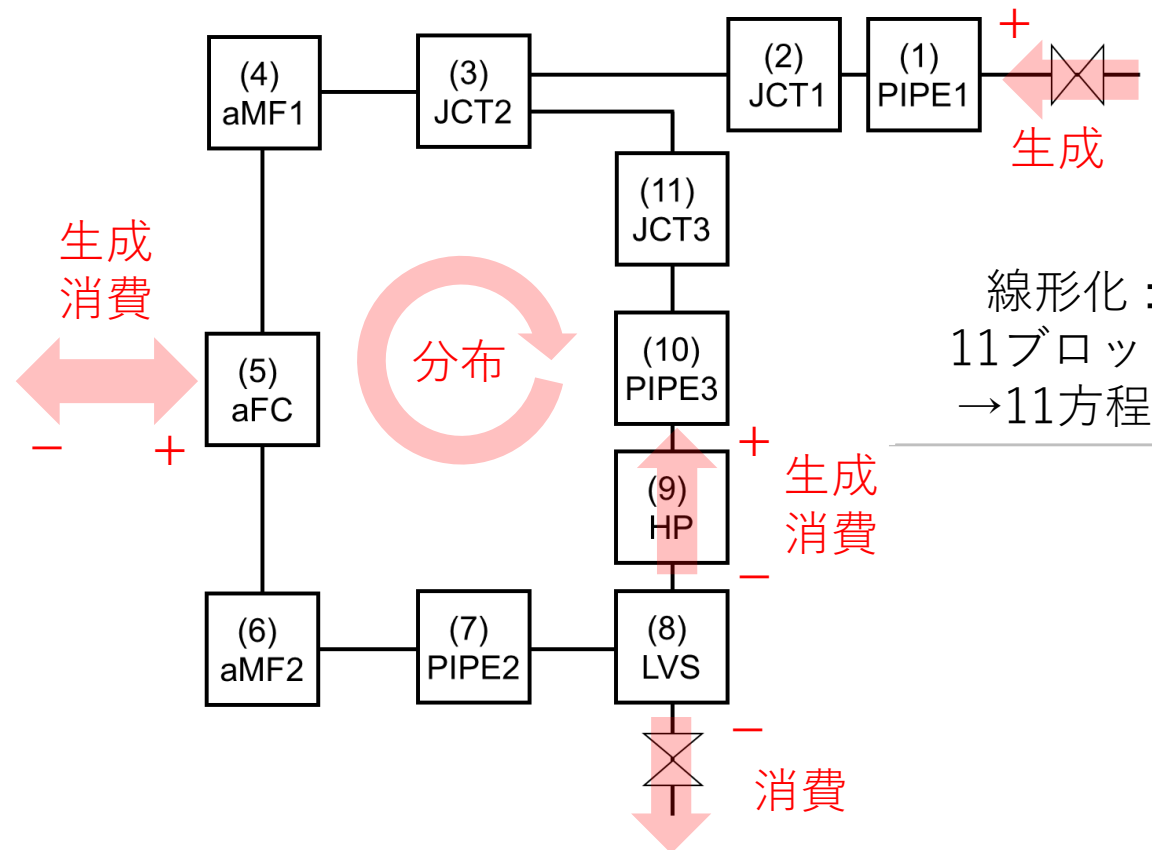 (4)
aMF1
(3)
JCT2
(2)
JCT1
(1)
PIPE1
+
生成
(11)
JCT3
生成
消費
線形化：
11ブロッ
→11方程
(5)
aFC
分布
(10)
PIPE3
−
+
+
(9)
HP
生成
消費
−
(6)
aMF2
(7)
PIPE2
(8)
LVS
−
消費